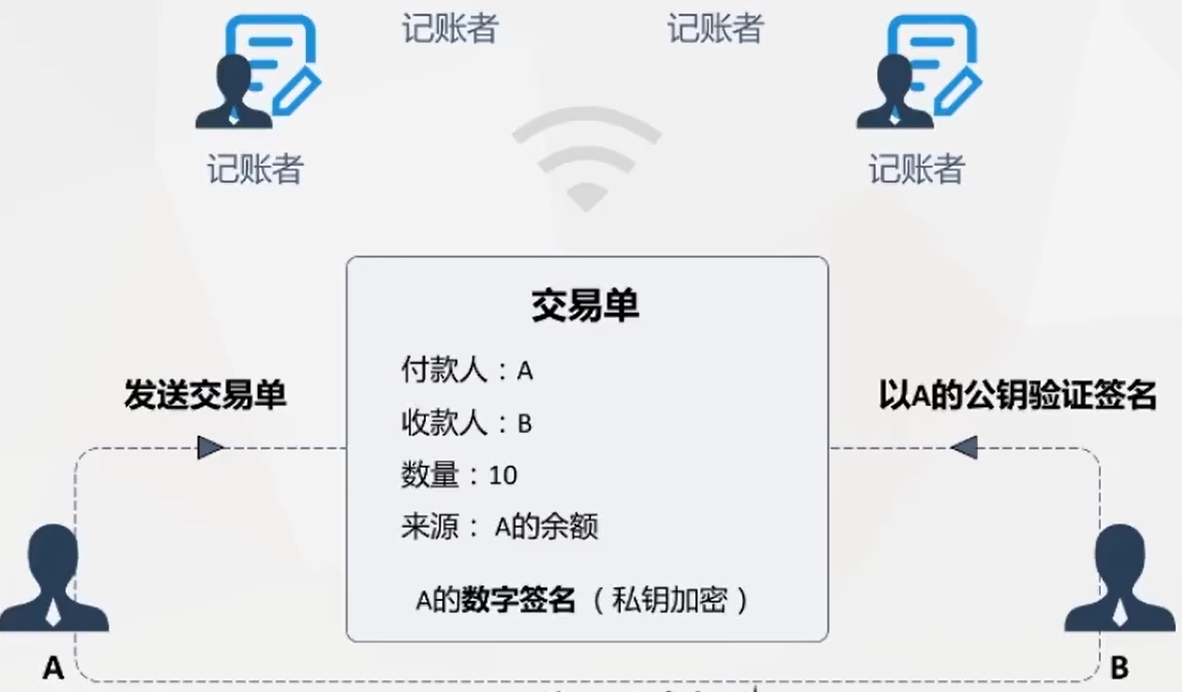 记账者
记账者
记账者
记账者
交易单
付款人：A
收款人：B
数量：10
来源： A的余额
A的数字签名（私钥加密）
发送交易单
以A的公钥验证签名
A
B